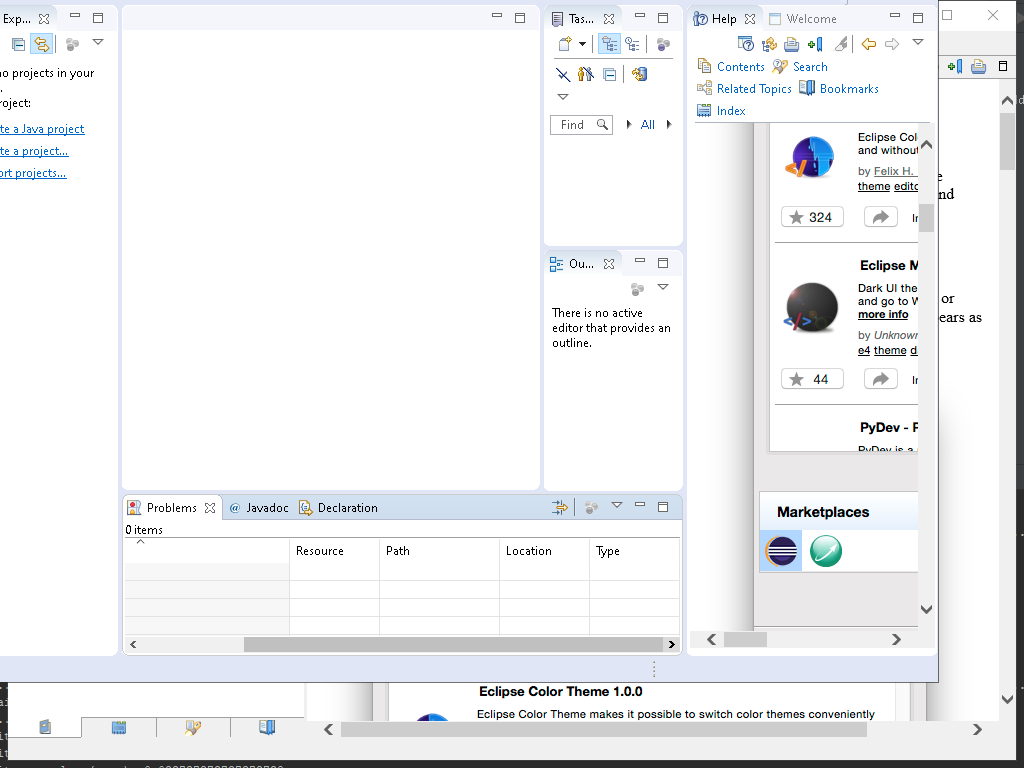 Exp...
Tas...
Help
Welcome
o projects in your
.
roject:
te a Java project
te a project...
ort projects...
Find
All
Contents
Search
Related Topics
Bookmarks
Index
Eclipse Col
and without
by Felix H.
theme edito
324
In
Eclipse M
Dark UI the
and go to W
more info
by Unknown
e4 theme d
44
In
PyDev - P
PyDev is a
nd
or
ears as
Ou...
There is no active
editor that provides an
outline.
Problems
@ Javadoc
Declaration
0 items
Resource
Path
Location
Type
Marketplaces
Eclipse Color Theme 1.0.0
Eclipse Color Theme makes it possible to switch color themes conveniently